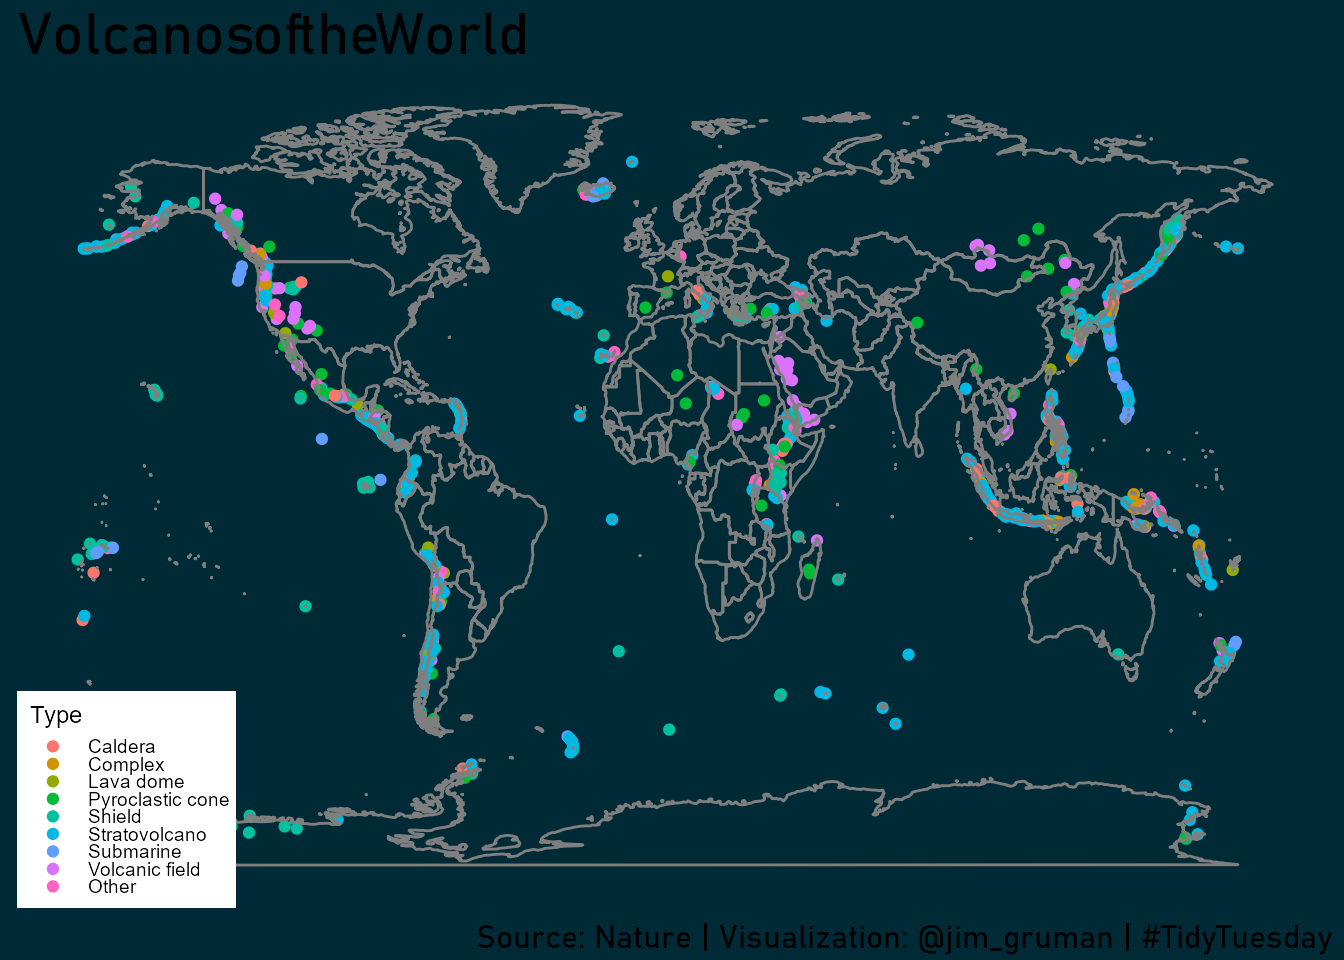 VolcanosoftheWorld
Type
Caldera
Complex
Lava dome
Pyroclastic cone
Shield
Stratovolcano
Submarine
Volcanic field
Other
Source: Nature | Visualization: @jim_gruman | #TidyTuesday